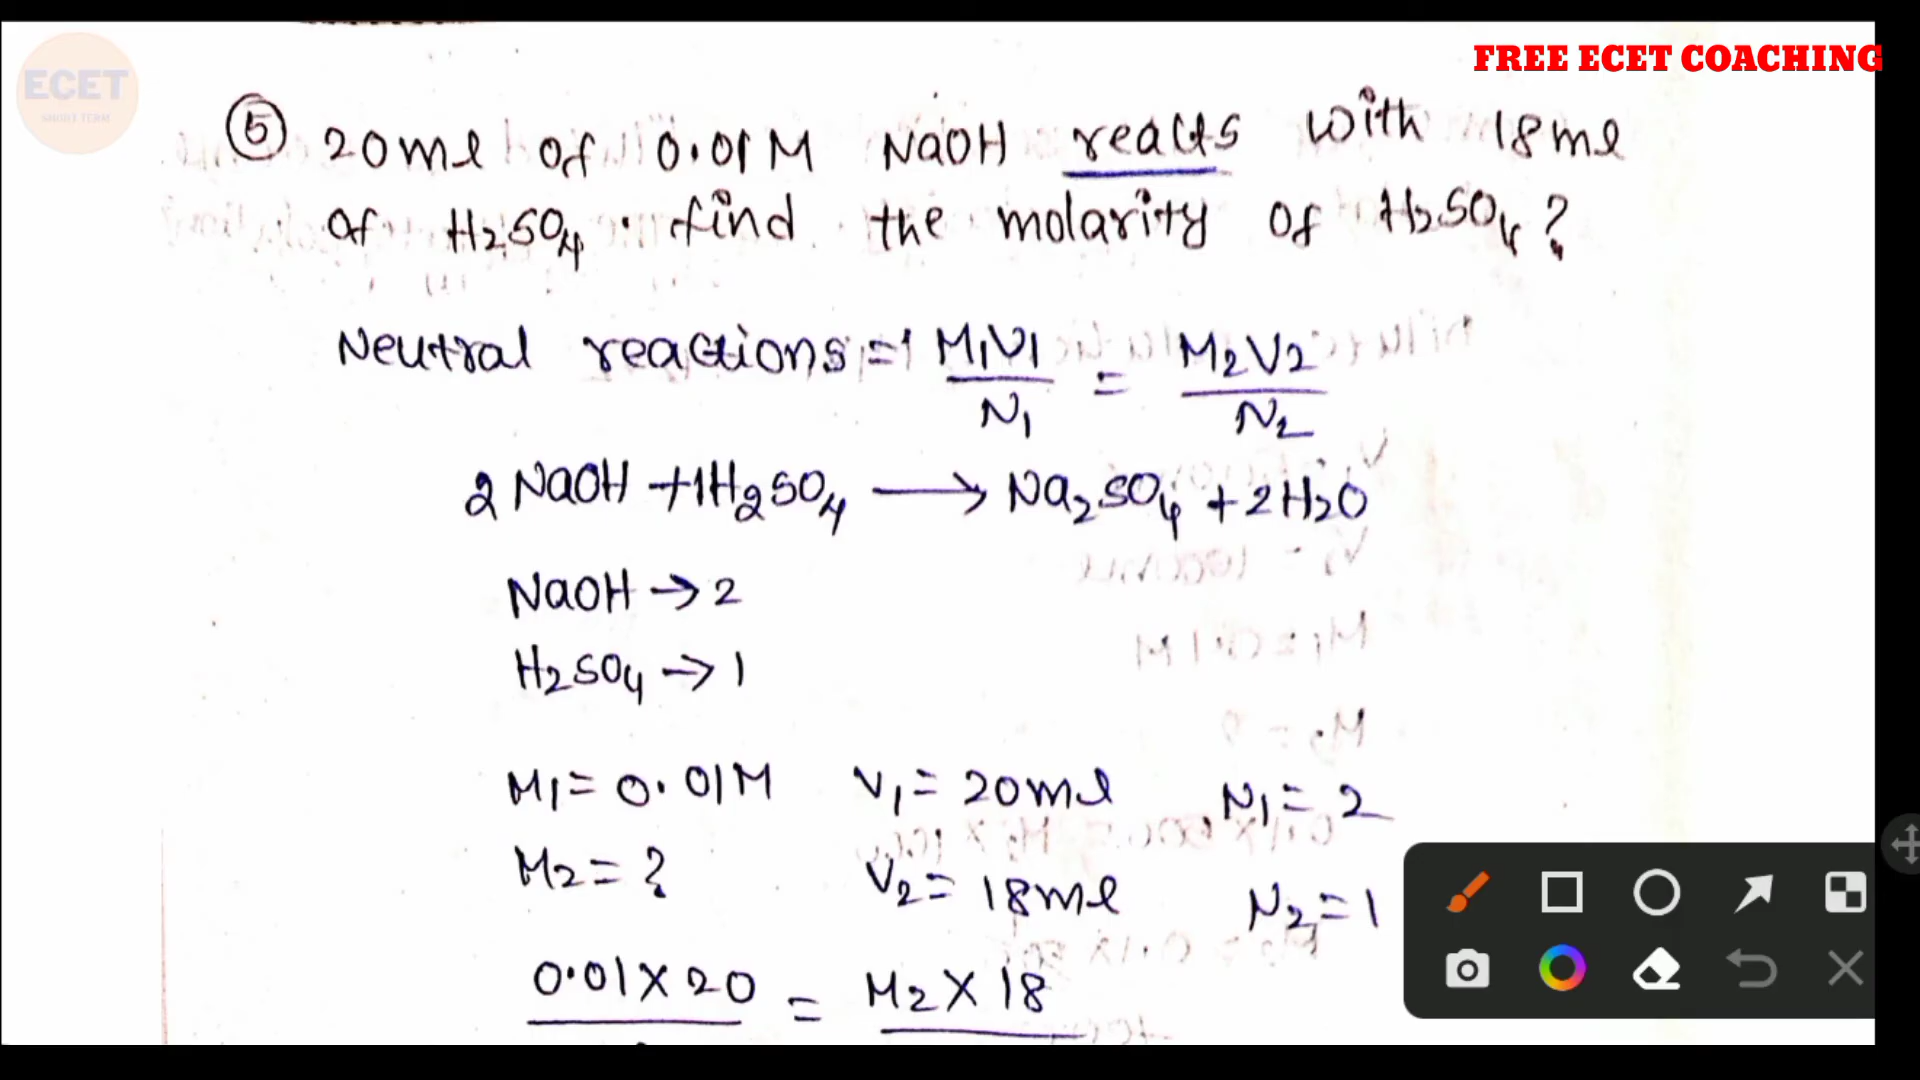 ECET
SHORT TERM
FREE ECET COACHING
5 20ml of 0.01M NaOH reacts with 18ml
of H2SO4. find the molarity of H2SO4?
Neutral reactions = M1V1/N1 = M2V2/N2
2NaOH + 1H2SO4 → Na2SO4 + 2H2O
NaOH → 2
H2SO4 → 1
M1 = 0.01M V1 = 20ml N1 = 2
M2 = ? V2 = 18ml N2 = 1
0.01 X 20 = M2 X 18